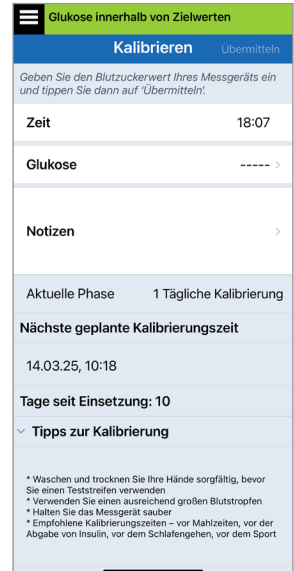 Glukose innerhalb von Zielwerten
Kalibrieren Übermitteln
Geben Sie den Blutzuckerwert Ihres Messgeräts ein
und tippen Sie dann auf 'Übermitteln'.
Zeit 18:07
Glukose -----
Notizen
Aktuelle Phase 1 Tägliche Kalibrierung
Nächste geplante Kalibrierungszeit
14.03.25, 10:18
Tage seit Einsetzung: 10
Tipps zur Kalibrierung
* Waschen und trocknen Sie Ihre Hände sorgfältig, bevor
Sie einen Teststreifen verwenden
* Verwenden Sie einen ausreichend großen Blutstropfen
* Halten Sie das Messgerät sauber
* Empfohlene Kalibrierungszeiten – vor Mahlzeiten, vor der
Abgabe von Insulin, vor dem Schlafengehen, vor dem Sport